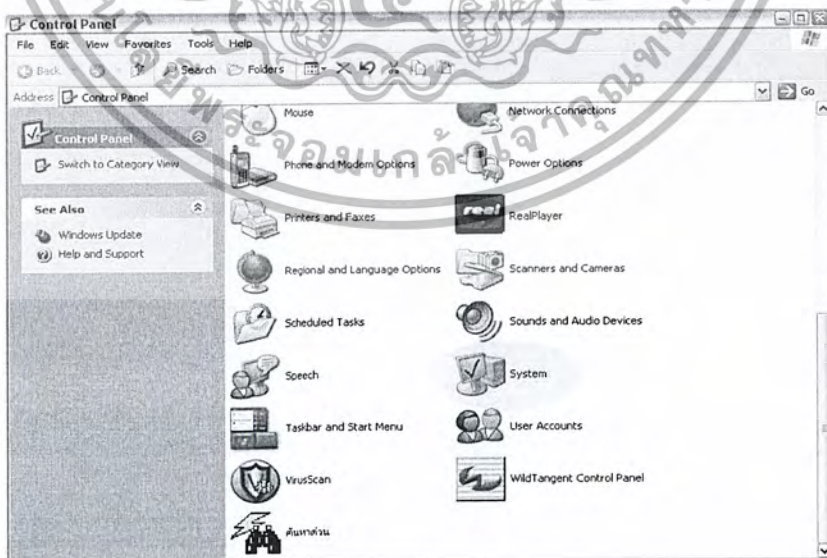 Control Panel
File Edit View Favorites Tools Help
Back Search Folders
Address Control Panel Go
Control Panel
Switch to Category View
See Also
Windows Update
Help and Support
Mouse Network Connections
Phone and Modem Options Power Options
Printers and Faxes real RealPlayer
Regional and Language Options Scanners and Cameras
Scheduled Tasks Sounds and Audio Devices
Speech System
Taskbar and Start Menu User Accounts
VirusScan WildTangent Control Panel
ค้นหาด่วน